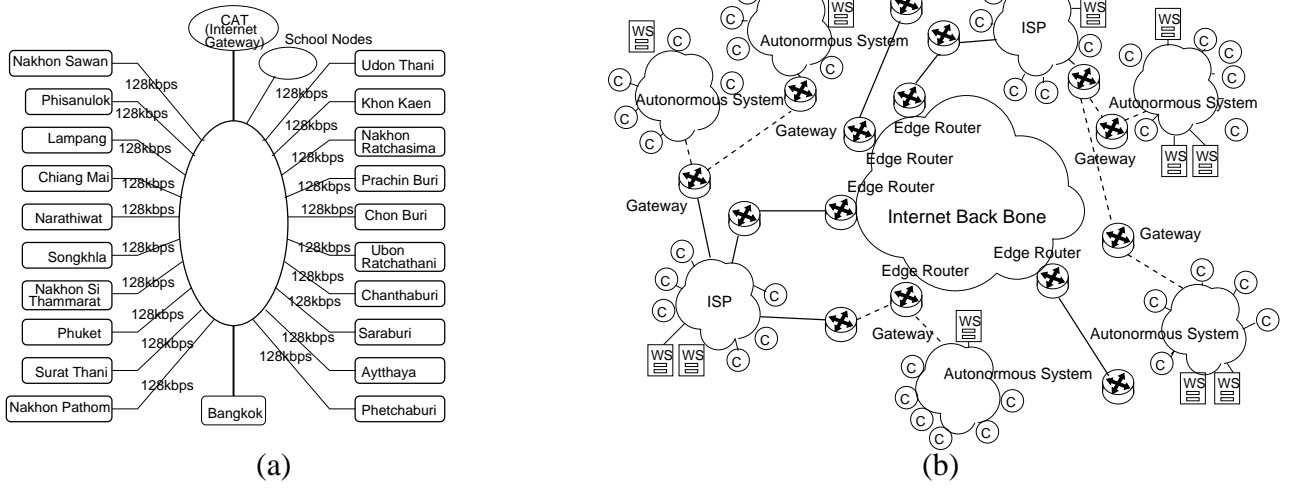 CAT
(Internet
Gateway)
School Nodes
Nakhon Sawan
Phisanulok
Lampang
Chiang Mai
Narathiwat
Songkhla
Nakhon Si
Thammarat
Phuket
Surat Thani
Nakhon Pathom
128kbps
128kbps
128kbps
128kbps
128kbps
128kbps
128kbps
128kbps
128kbps
128kbps
Bangkok
128kbps
128kbps
128kbps
128kbps
128kbps
128kbps
128kbps
128kbps
128kbps
128kbps
Udon Thani
Khon Kaen
Nakhon
Ratchasima
Prachin Buri
Chon Buri
Ubon
Ratchathani
Chanthaburi
Saraburi
Aytthaya
Phetchaburi
(a)
WS
C
C
C
C
C
C
Autonormous System
C
C
C
C
C
WS
Autonormous System
C
Gateway
Gateway
Edge Router
Edge Router
Edge Router
Internet Back Bone
Edge Router
Edge Router
C
ISP
C
C
C
C
WS
WS
C
C
C
WS
C
C
C
C
Autonormous System
C
C
WS
WS
Gateway
Gateway
C
C
C
ISP
C
C
C
C
WS
WS
Gateway
WS
C
Autonormous System
C
C
C
C
C
C
C
C
C
C
C
Autonormous System
C
WS
WS
(b)